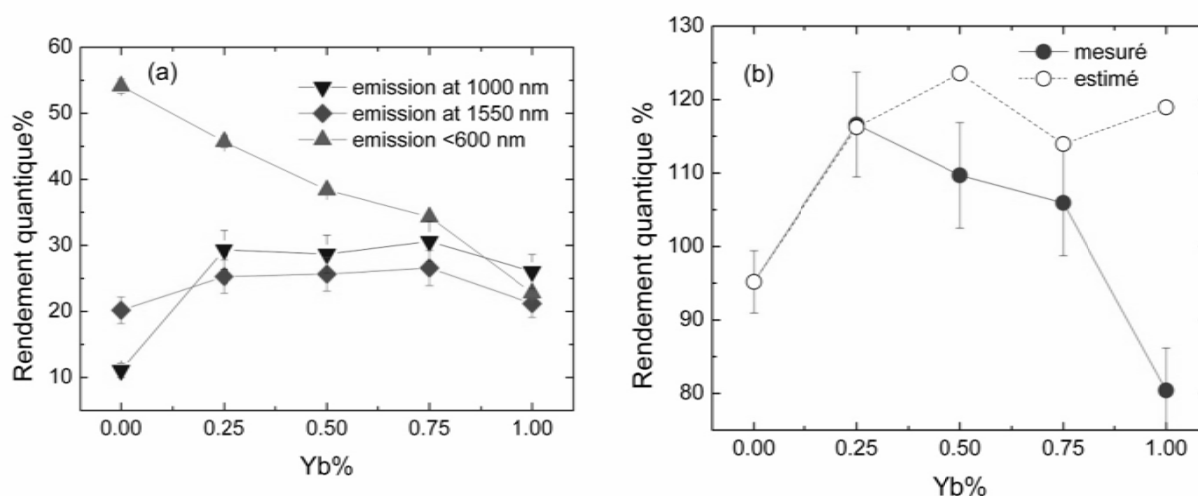 60
50
40
30
20
10
Rendement quantique%
(a)
emission at 1000 nm
emission at 1550 nm
emission <600 nm
0.00 0.25 0.50 0.75 1.00
Yb%
130
120
110
100
90
80
Rendement quantique %
(b)
mesuré
estimé
0.00 0.25 0.50 0.75 1.00
Yb%